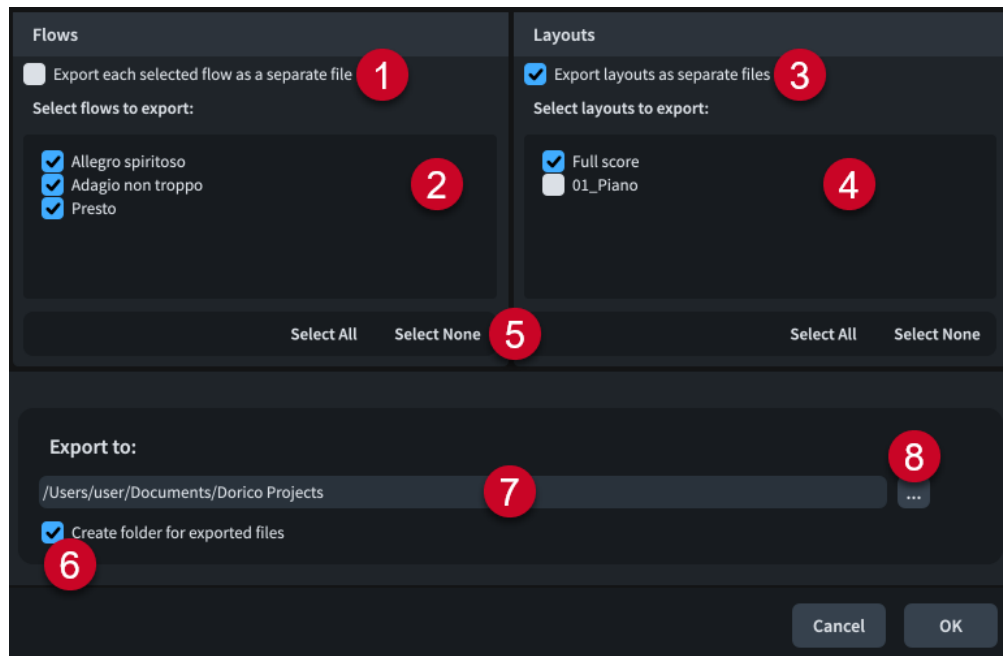 Flows
Export each selected flow as a separate file 1
Select flows to export:
Allegro spiritoso
Adagio non troppo
Presto
2
Select All Select None
Layouts
Export layouts as separate files 3
Select layouts to export:
Full score
01_Piano
4
5
Select All Select None
Export to:
8
/Users/user/Documents/Dorico Projects 7
...
Create folder for exported files
6
Cancel OK